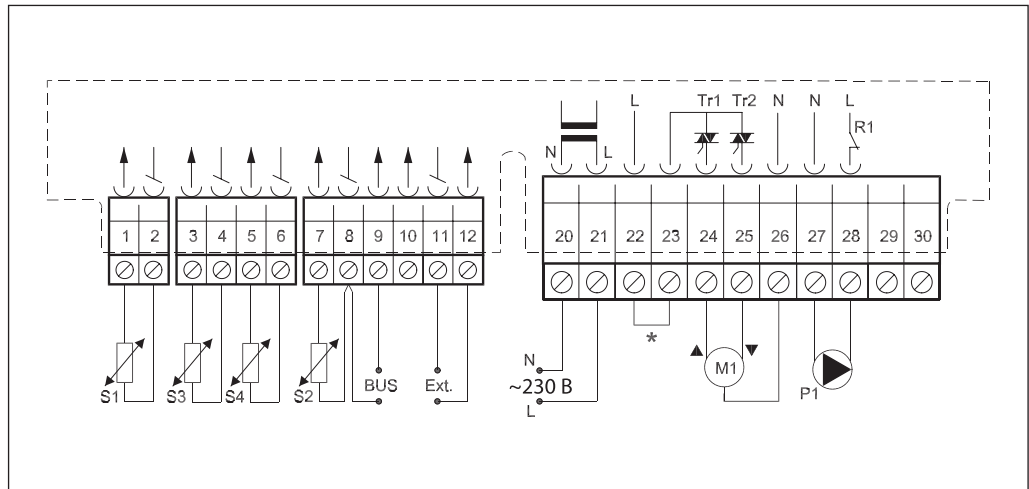 L Tr1 Tr2 N N L
R1
N L
1 2 3 4 5 6 7 8 9 10 11 12 20 21 22 23 24 25 26 27 28 29 30
*
N
~230 В
L
M1
P1
S1 S3 S4 S2 BUS Ext.